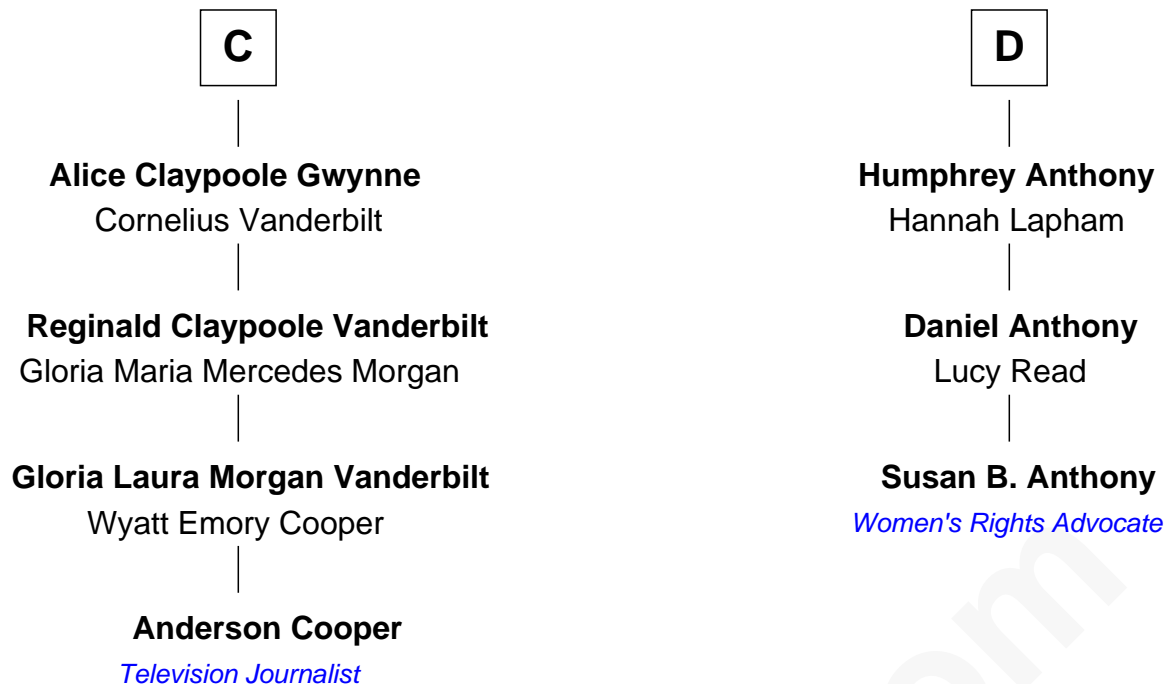 C
Alice Claypoole Gwynne
Cornelius Vanderbilt
Reginald Claypoole Vanderbilt
Gloria Maria Mercedes Morgan
Gloria Laura Morgan Vanderbilt
Wyatt Emory Cooper
Anderson Cooper
Television Journalist
D
Humphrey Anthony
Hannah Lapham
Daniel Anthony
Lucy Read
Susan B. Anthony
Women's Rights Advocate
om